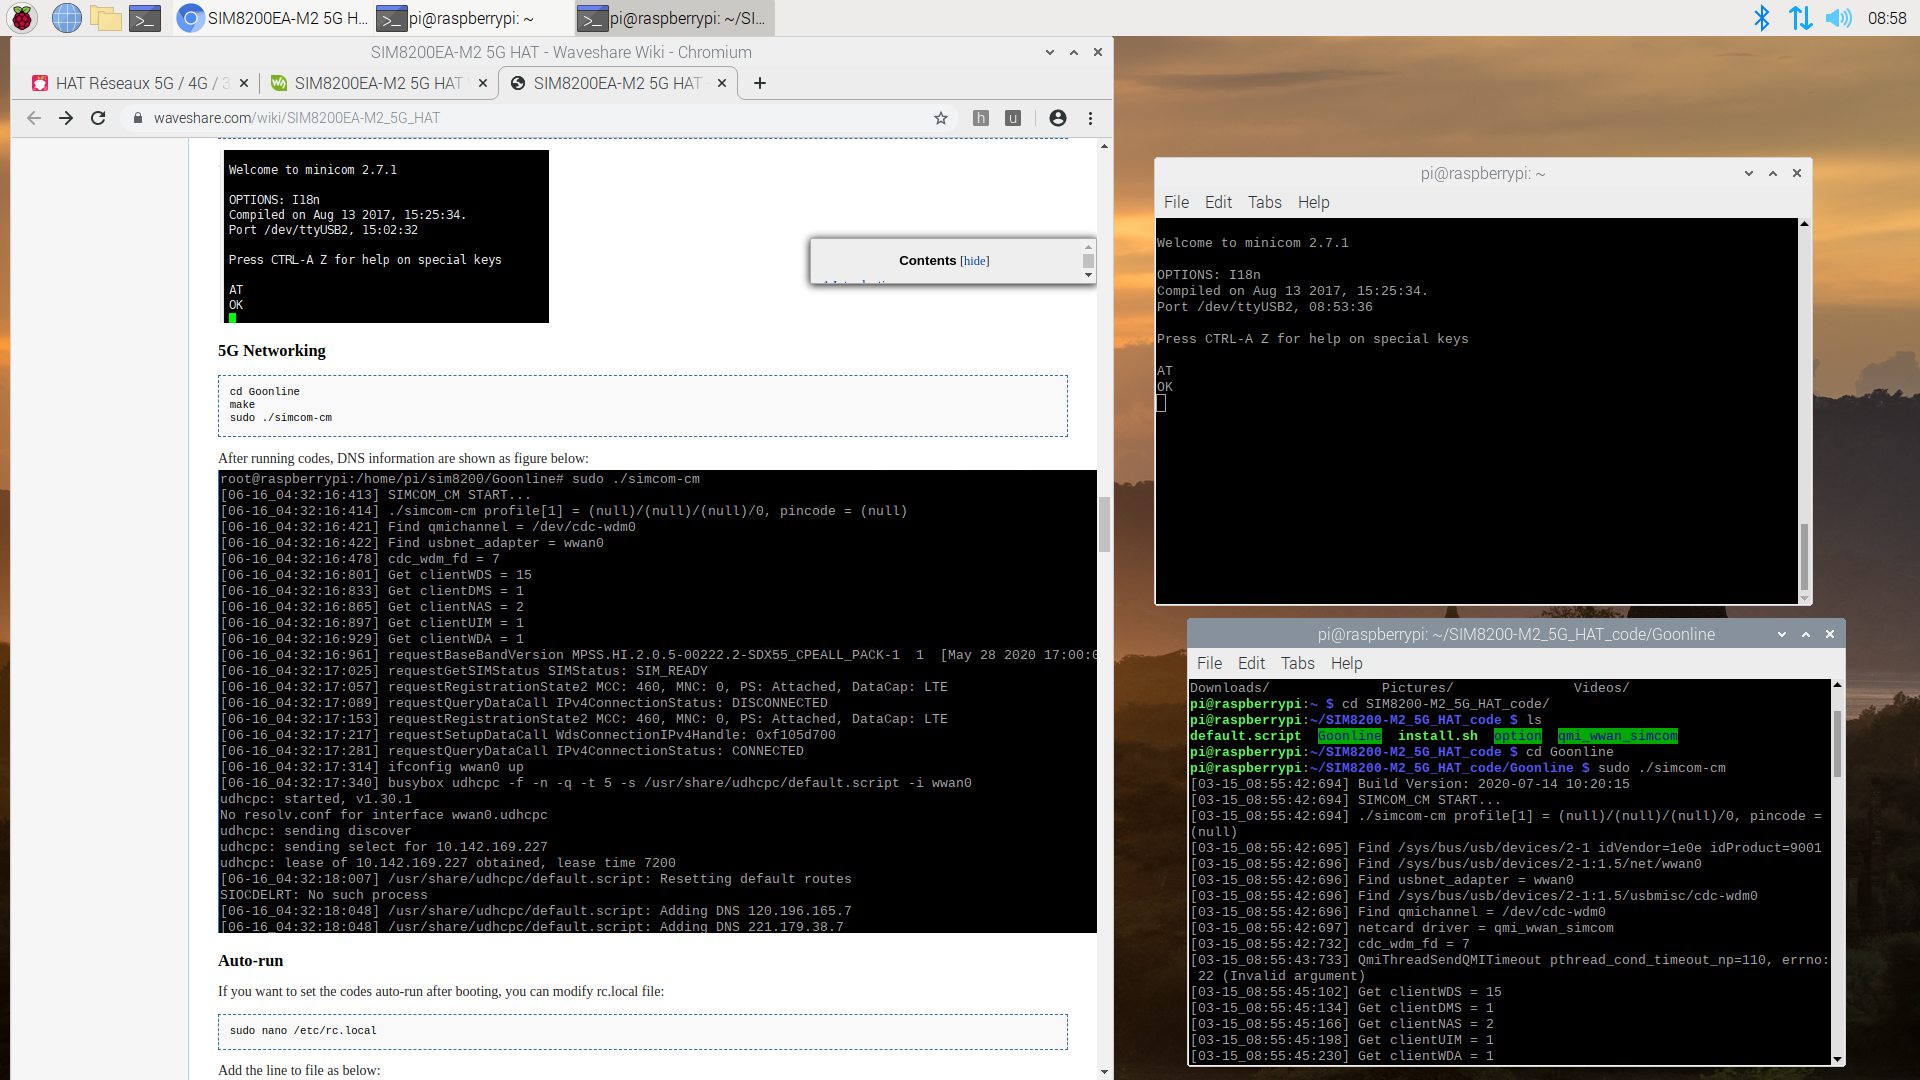 SIM8200EA-M2 5G H...
pi@raspberrypi: ~
pi@raspberrypi: ~/SI...
08:58
SIM8200EA-M2 5G HAT - Waveshare Wiki - Chromium
HAT Réseaux 5G / 4G / 3
SIM8200EA-M2 5G HAT
SIM8200EA-M2 5G HAT
waveshare.com/wiki/SIM8200EA-M2_5G_HAT
h
u
Welcome to minicom 2.7.1
OPTIONS: I18n
Compiled on Aug 13 2017, 15:25:34.
Port /dev/ttyUSB2, 15:02:32
Press CTRL-A Z for help on special keys
AT
OK
Contents [hide]
5G Networking
cd Goonline
make
sudo ./simcom-cm
After running codes, DNS information are shown as figure below:
root@raspberrypi:/home/pi/sim8200/Goonline# sudo ./simcom-cm
[06-16_04:32:16:413] SIMCOM_CM START...
[06-16_04:32:16:414] ./simcom-cm profile[1] = (null)/(null)/(null)/0, pincode = (null)
[06-16_04:32:16:421] Find qmichannel = /dev/cdc-wdm0
[06-16_04:32:16:422] Find usbnet_adapter = wwan0
[06-16_04:32:16:478] cdc_wdm_fd = 7
[06-16_04:32:16:801] Get clientWDS = 15
[06-16_04:32:16:833] Get clientDMS = 1
[06-16_04:32:16:865] Get clientNAS = 2
[06-16_04:32:16:897] Get clientUIM = 1
[06-16_04:32:16:929] Get clientWDA = 1
[06-16_04:32:16:961] requestBaseBandVersion MPSS.HI.2.0.5-00222.2-SDX55_CPEALL_PACK-1  1  [May 28 2020 17:00:0
[06-16_04:32:17:025] requestGetSIMStatus SIMStatus: SIM_READY
[06-16_04:32:17:057] requestRegistrationState2 MCC: 460, MNC: 0, PS: Attached, DataCap: LTE
[06-16_04:32:17:089] requestQueryDataCall IPv4ConnectionStatus: DISCONNECTED
[06-16_04:32:17:153] requestRegistrationState2 MCC: 460, MNC: 0, PS: Attached, DataCap: LTE
[06-16_04:32:17:217] requestSetupDataCall WdsConnectionIPv4Handle: 0xf105d700
[06-16_04:32:17:281] requestQueryDataCall IPv4ConnectionStatus: CONNECTED
[06-16_04:32:17:314] ifconfig wwan0 up
[06-16_04:32:17:340] busybox udhcpc -f -n -q -t 5 -s /usr/share/udhcpc/default.script -i wwan0
udhcpc: started, v1.30.1
No resolv.conf for interface wwan0.udhcpc
udhcpc: sending discover
udhcpc: sending select for 10.142.169.227
udhcpc: lease of 10.142.169.227 obtained, lease time 7200
[06-16_04:32:18:007] /usr/share/udhcpc/default.script: Resetting default routes
SIOCDELRT: No such process
[06-16_04:32:18:048] /usr/share/udhcpc/default.script: Adding DNS 120.196.165.7
[06-16_04:32:18:048] /usr/share/udhcpc/default.script: Adding DNS 221.179.38.7
Auto-run
If you want to set the codes auto-run after booting, you can modify rc.local file:
sudo nano /etc/rc.local
Add the line to file as below:
pi@raspberrypi: ~
File Edit Tabs Help
Welcome to minicom 2.7.1
OPTIONS: I18n
Compiled on Aug 13 2017, 15:25:34.
Port /dev/ttyUSB2, 08:53:36
Press CTRL-A Z for help on special keys
AT
OK
pi@raspberrypi: ~/SIM8200-M2_5G_HAT_code/Goonline
File Edit Tabs Help
Downloads/ Pictures/ Videos/
pi@raspberrypi:~ $ cd SIM8200-M2_5G_HAT_code/
pi@raspberrypi:~/SIM8200-M2_5G_HAT_code $ ls
default.script Goonline install.sh option qmi_wwan_simcom
pi@raspberrypi:~/SIM8200-M2_5G_HAT_code $ cd Goonline
pi@raspberrypi:~/SIM8200-M2_5G_HAT_code/Goonline $ sudo ./simcom-cm
[03-15_08:55:42:694] Build Version: 2020-07-14 10:20:15
[03-15_08:55:42:694] SIMCOM_CM START...
[03-15_08:55:42:694] ./simcom-cm profile[1] = (null)/(null)/(null)/0, pincode =
(null)
[03-15_08:55:42:695] Find /sys/bus/usb/devices/2-1 idVendor=1e0e idProduct=9001
[03-15_08:55:42:696] Find /sys/bus/usb/devices/2-1:1.5/net/wwan0
[03-15_08:55:42:696] Find usbnet_adapter = wwan0
[03-15_08:55:42:696] Find /sys/bus/usb/devices/2-1:1.5/usbmisc/cdc-wdm0
[03-15_08:55:42:696] Find qmichannel = /dev/cdc-wdm0
[03-15_08:55:42:697] netcard driver = qmi_wwan_simcom
[03-15_08:55:42:732] cdc_wdm_fd = 7
[03-15_08:55:43:733] QmiThreadSendQMITimeout pthread_cond_timeout_np=110, errno:
22 (Invalid argument)
[03-15_08:55:45:102] Get clientWDS = 15
[03-15_08:55:45:134] Get clientDMS = 1
[03-15_08:55:45:166] Get clientNAS = 2
[03-15_08:55:45:198] Get clientUIM = 1
[03-15_08:55:45:230] Get clientWDA = 1